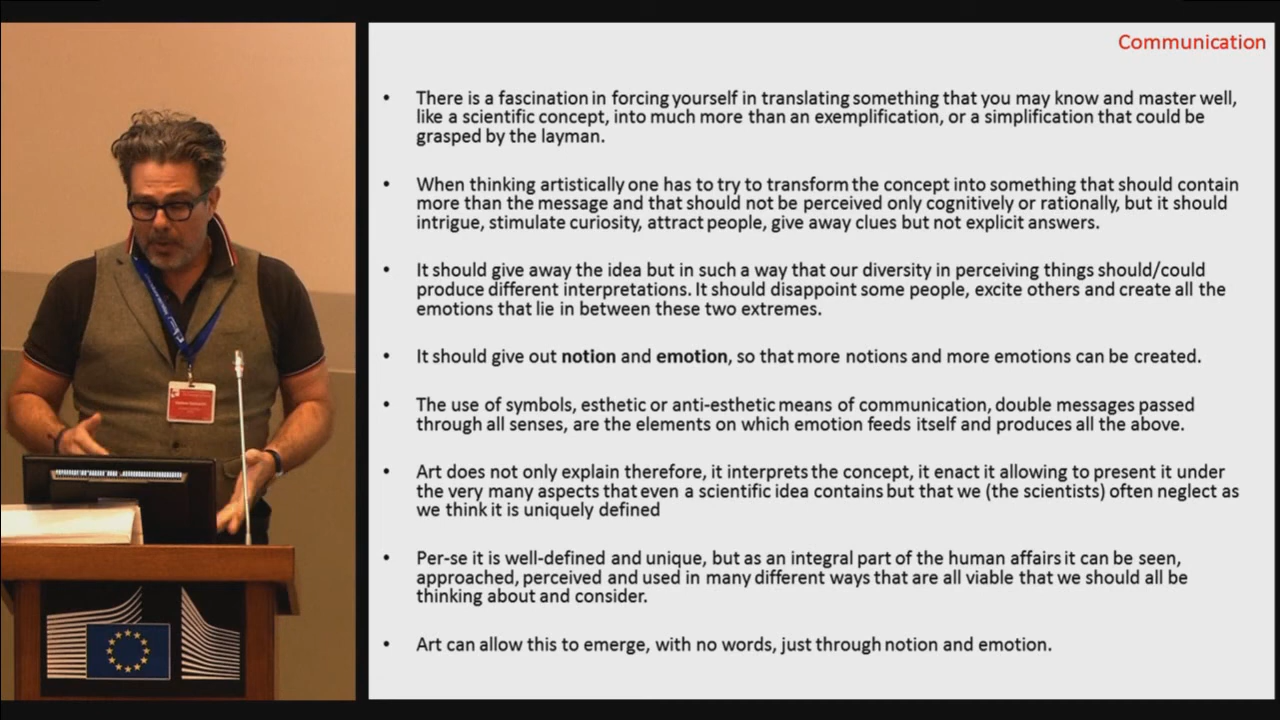 Communication
• There is a fascination in forcing yourself in translating something that you may know and master well,
like a scientific concept, into much more than an exemplification, or a simplification that could be
grasped by the layman.
• When thinking artistically one has to try to transform the concept into something that should contain
more than the message and that should not be perceived only cognitively or rationally, but it should
intrigue, stimulate curiosity, attract people, give away clues but not explicit answers.
• It should give away the idea but in such a way that our diversity in perceiving things should/could
produce different interpretations. It should disappoint some people, excite others and create all the
emotions that lie in between these two extremes.
• It should give out notion and emotion, so that more notions and more emotions can be created.
• The use of symbols, esthetic or anti-esthetic means of communication, double messages passed
through all senses, are the elements on which emotion feeds itself and produces all the above.
• Art does not only explain therefore, it interprets the concept, it enact it allowing to present it under
the very many aspects that even a scientific idea contains but that we (the scientists) often neglect as
we think it is uniquely defined
• Per-se it is well-defined and unique, but as an integral part of the human affairs it can be seen,
approached, perceived and used in many different ways that are all viable that we should all be
thinking about and consider.
• Art can allow this to emerge, with no words, just through notion and emotion.